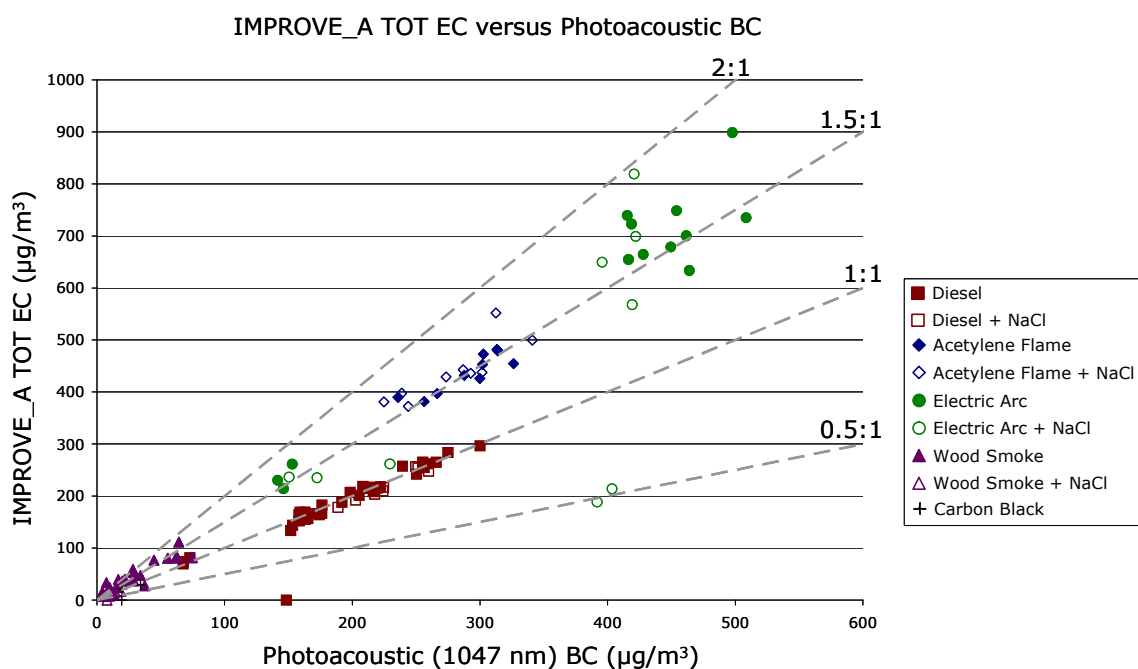 IMPROVE_A TOT EC versus Photoacoustic BC
2:1
1.5:1
1:1
0.5:1
1000
900
800
700
600
500
400
300
200
100
0
IMPROVE_A TOT EC (µg/m³)
0 100 200 300 400 500 600
Photoacoustic (1047 nm) BC (µg/m³)
Diesel
Diesel + NaCl
Acetylene Flame
Acetylene Flame + NaCl
Electric Arc
Electric Arc + NaCl
Wood Smoke
Wood Smoke + NaCl
Carbon Black